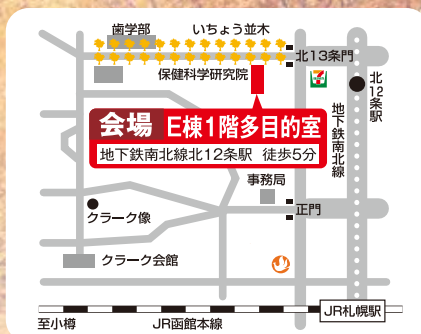 歯学部
いちょう並木
北13条門
保健科学研究院
北12条駅
地下鉄南北線
会場 E棟1階多目的室
地下鉄南北線北12条駅 徒歩5分
事務局
正門
クラーク像
クラーク会館
JR札幌駅
至小樽
JR函館本線